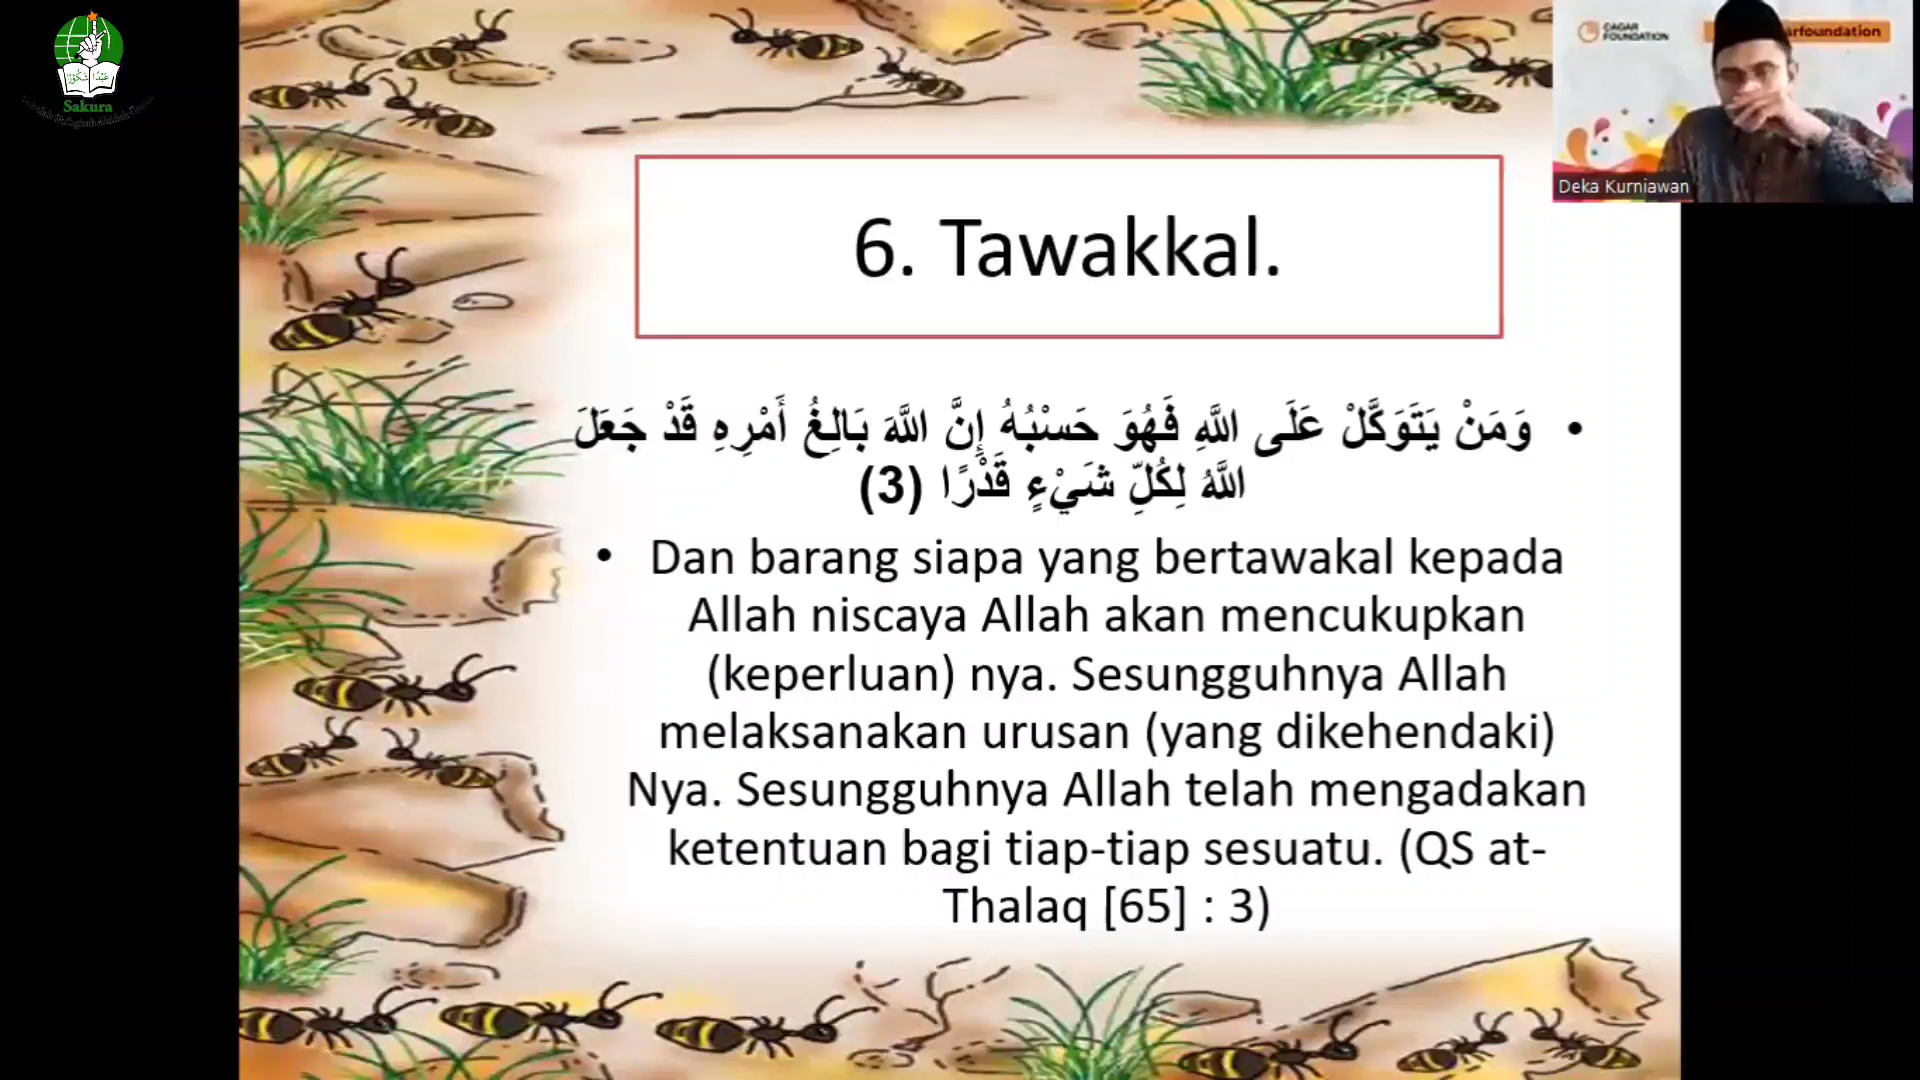 Sakura
CAGAR
FOUNDATION
arfoundation
Deka Kurniawan
6. Tawakkal.
• وَمَنْ يَتَوَكَّلْ عَلَى اللَّهِ فَهُوَ حَسْبُهُ إِنَّ اللَّهَ بَالِغُ أَمْرِهِ قَدْ جَعَلَ
اللَّهُ لِكُلِّ شَيْءٍ قَدْرًا (3)
• Dan barang siapa yang bertawakal kepada
Allah niscaya Allah akan mencukupkan
(keperluan) nya. Sesungguhnya Allah
melaksanakan urusan (yang dikehendaki)
Nya. Sesungguhnya Allah telah mengadakan
ketentuan bagi tiap-tiap sesuatu. (QS at-
Thalaq [65] : 3)